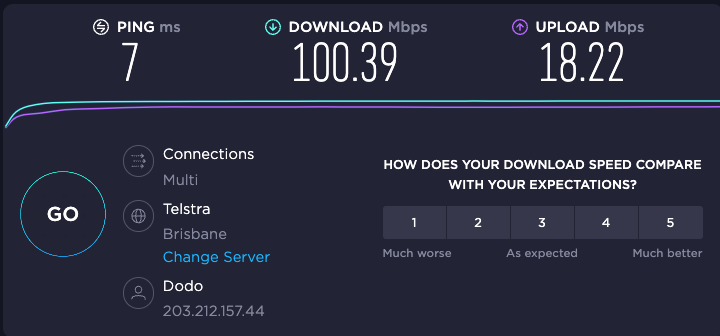 PING ms
7
DOWNLOAD Mbps
100.39
UPLOAD Mbps
18.22
GO
Connections
Multi
Telstra
Brisbane
Change Server
Dodo
203.212.157.44
HOW DOES YOUR DOWNLOAD SPEED COMPARE
WITH YOUR EXPECTATIONS?
1 2 3 4 5
Much worse As expected Much better